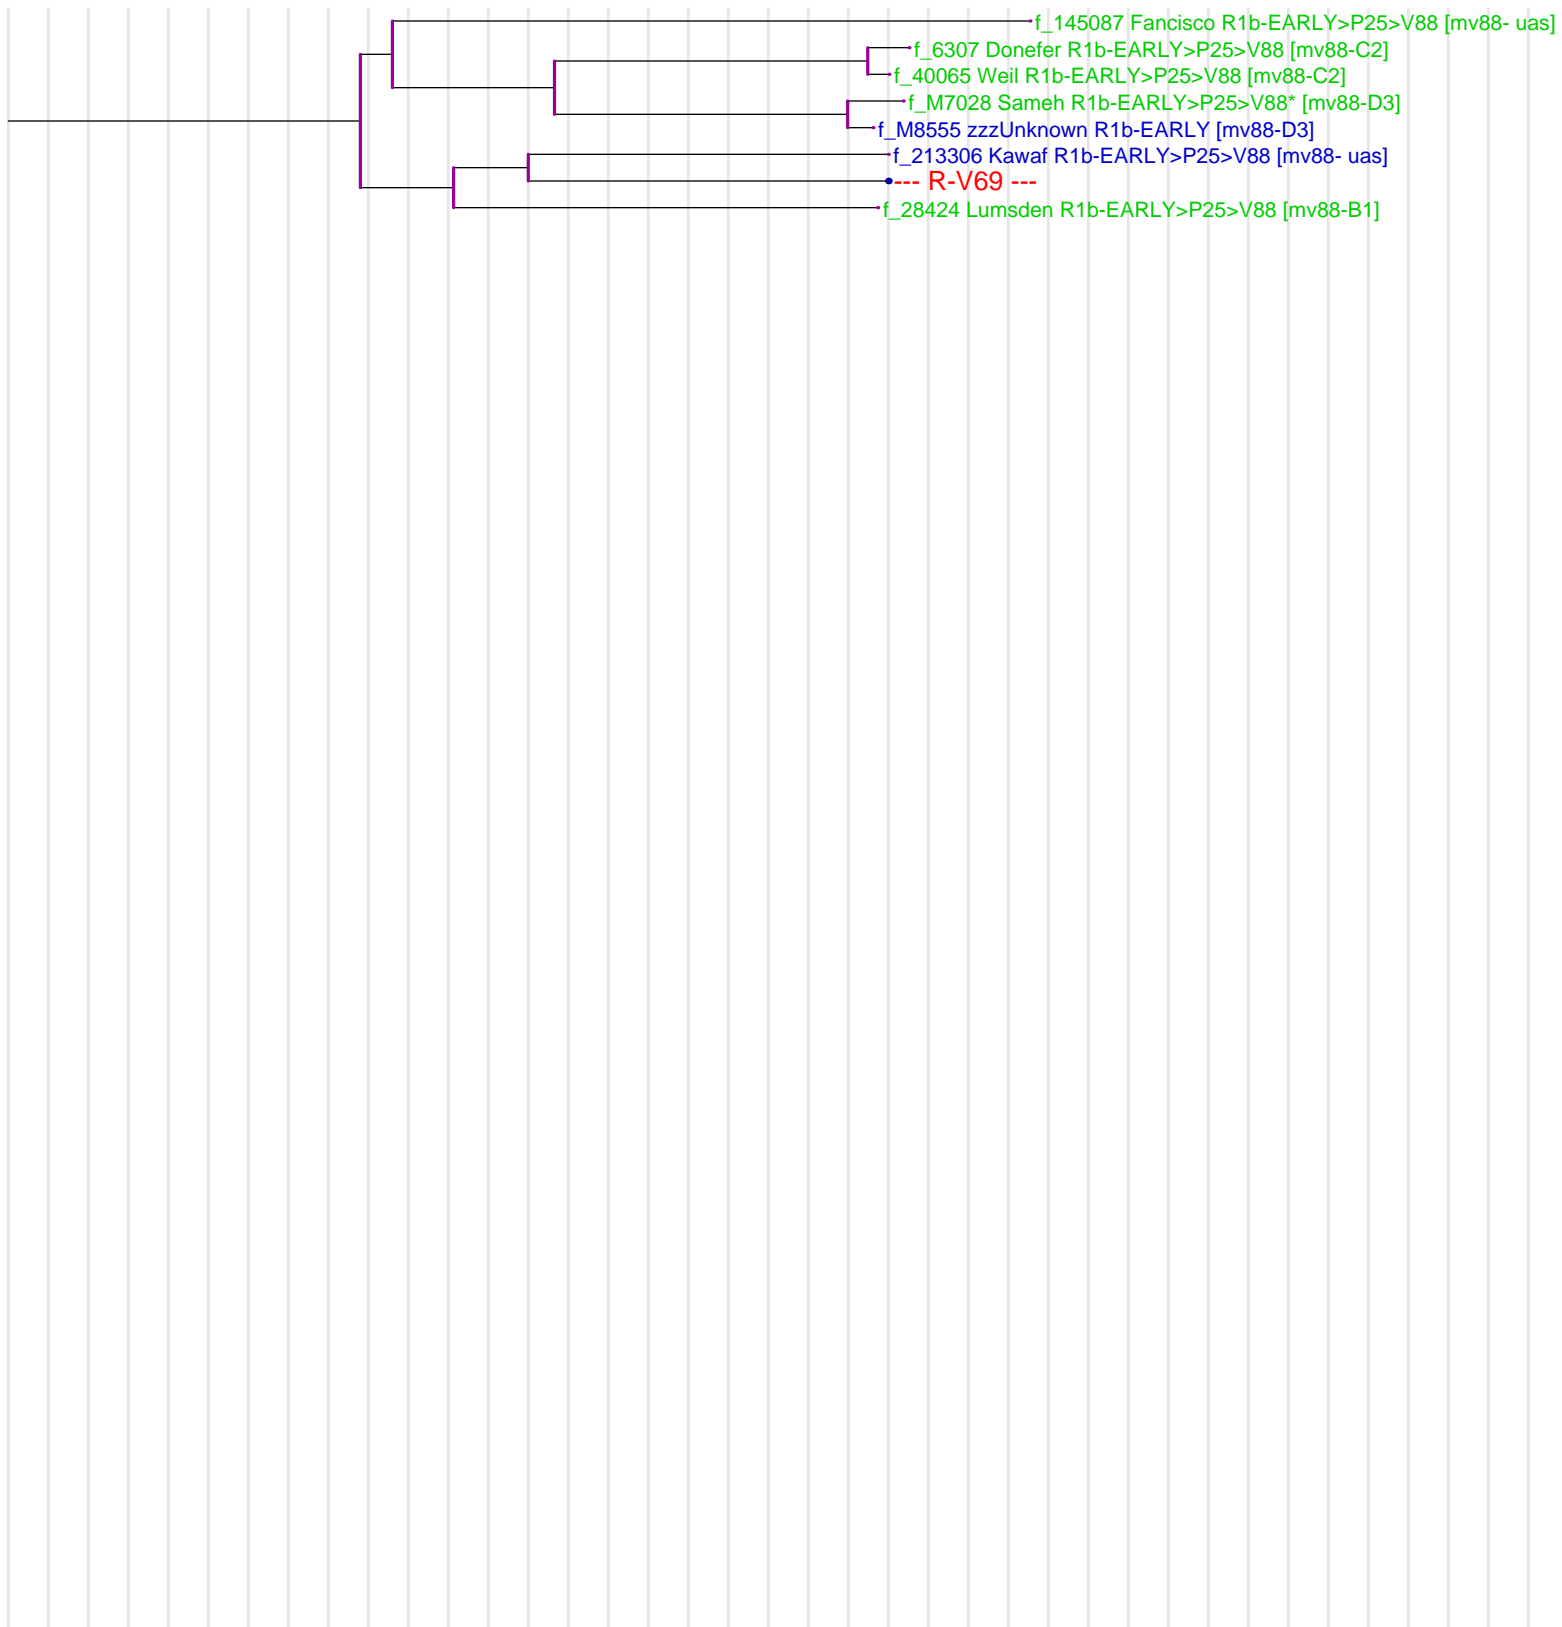 f_145087 Fancisco R1b-EARLY>P25>V88 [mv88- uas]
f_6307 Donefer R1b-EARLY>P25>V88 [mv88-C2]
f_40065 Weil R1b-EARLY>P25>V88 [mv88-C2]
f_M7028 Sameh R1b-EARLY>P25>V88* [mv88-D3]
f_M8555 zzzUnknown R1b-EARLY [mv88-D3]
f_213306 Kawaf R1b-EARLY>P25>V88 [mv88- uas]
--- R-V69 ---
f_28424 Lumsden R1b-EARLY>P25>V88 [mv88-B1]